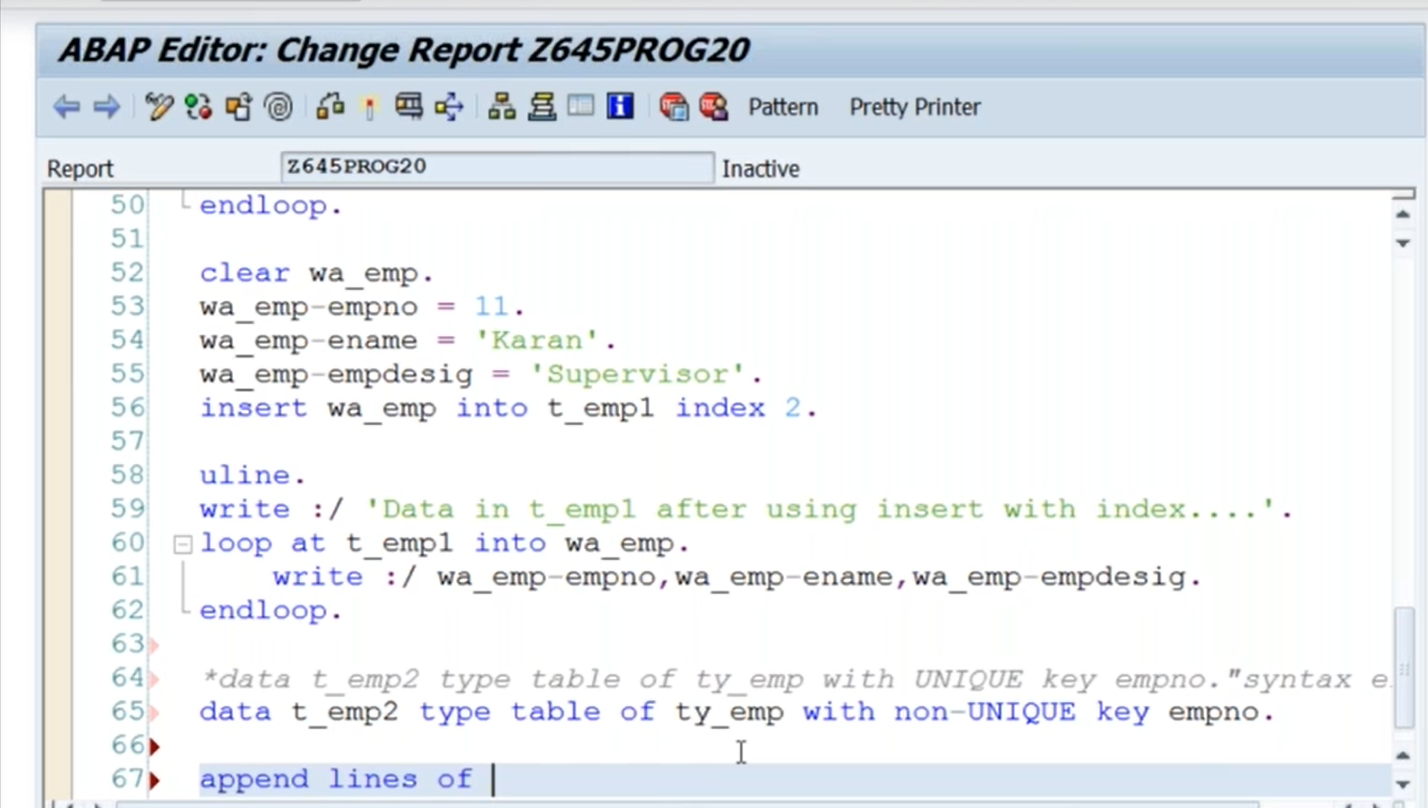 ABAP Editor: Change Report Z645PROG20
Pattern Pretty Printer
Report Z645PROG20 Inactive
50 endloop.
51
52 clear wa_emp.
53 wa_emp-empno = 11.
54 wa_emp-ename = 'Karan'.
55 wa_emp-empdesig = 'Supervisor'.
56 insert wa_emp into t_emp1 index 2.
57
58 uline.
59 write :/ 'Data in t_emp1 after using insert with index....'.
60 loop at t_emp1 into wa_emp.
61 write :/ wa_emp-empno,wa_emp-ename,wa_emp-empdesig.
62 endloop.
63
64 *data t_emp2 type table of ty_emp with UNIQUE key empno."syntax e
65 data t_emp2 type table of ty_emp with non-UNIQUE key empno.
66
67 append lines of